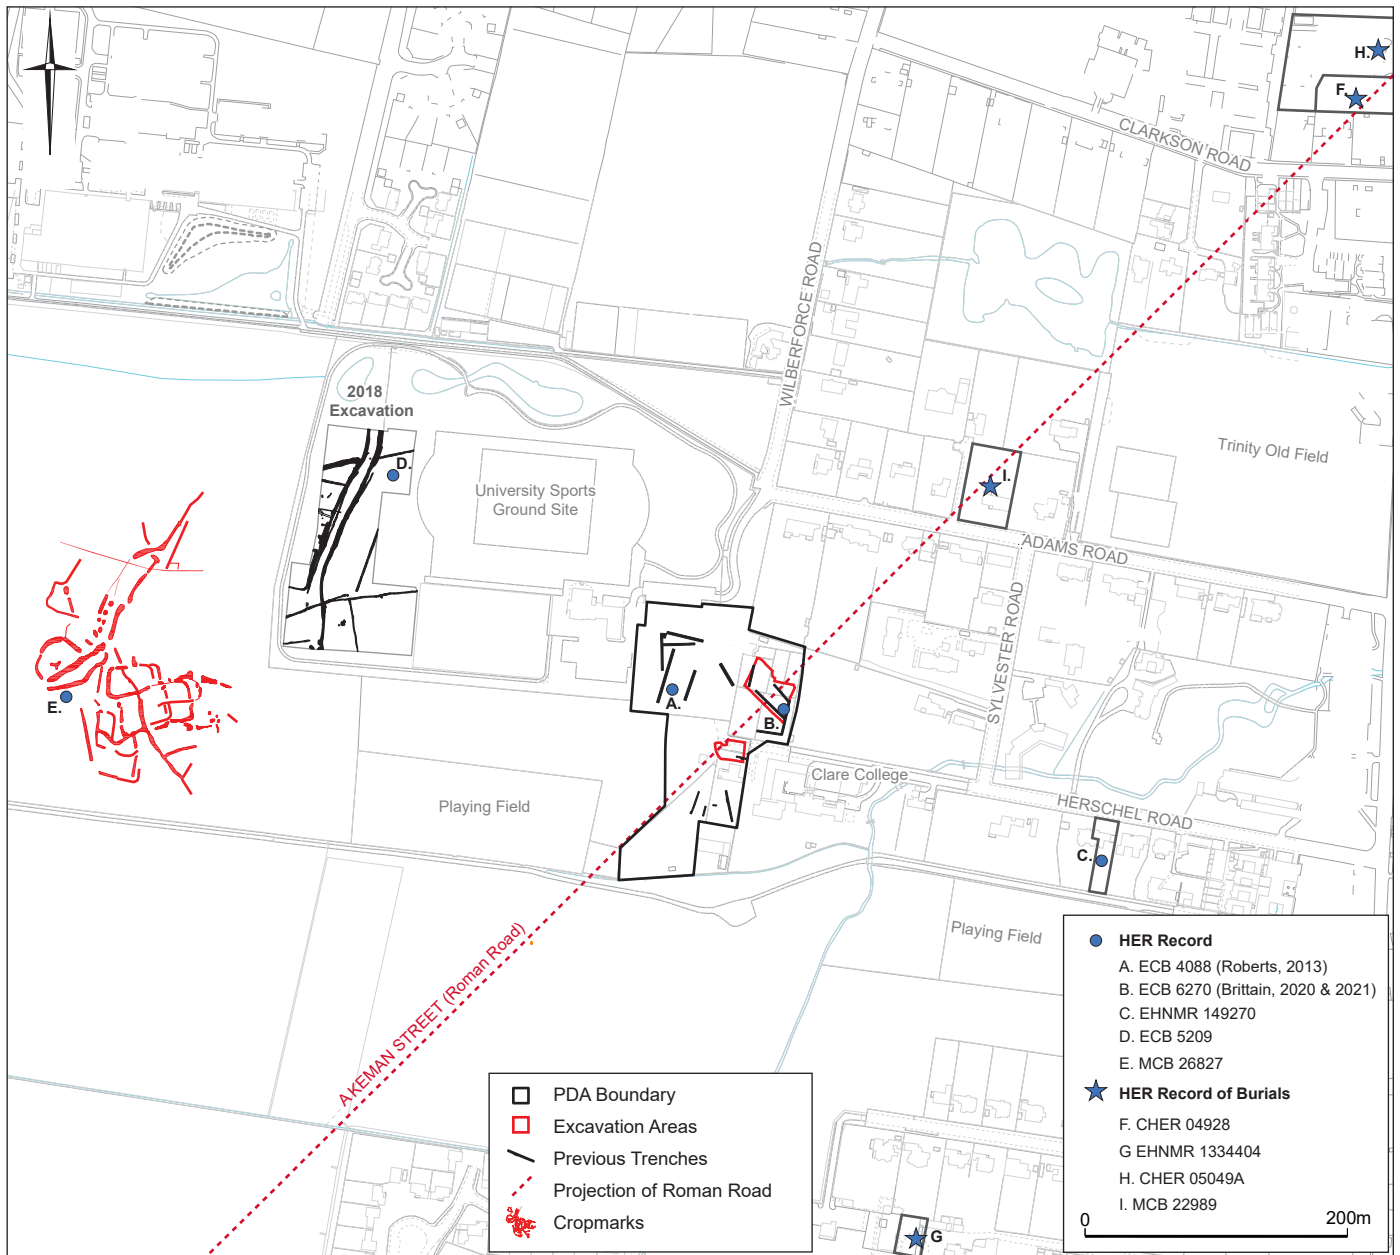 H.
F.
CLARKSON ROAD
WILBERFORCE ROAD
2018
Excavation
D.
University Sports
Ground Site
Trinity Old Field
I.
ADAMS ROAD
SYLVESTER ROAD
E.
A.
B.
Clare College
Playing Field
HERSCHEL ROAD
C.
Playing Field
AKEMAN STREET (Roman Road)
PDA Boundary
Excavation Areas
Previous Trenches
Projection of Roman Road
Cropmarks
G
HER Record
A. ECB 4088 (Roberts, 2013)
B. ECB 6270 (Brittain, 2020 & 2021)
C. EHNMR 149270
D. ECB 5209
E. MCB 26827
HER Record of Burials
F. CHER 04928
G EHNMR 1334404
H. CHER 05049A
I. MCB 22989
0 200m